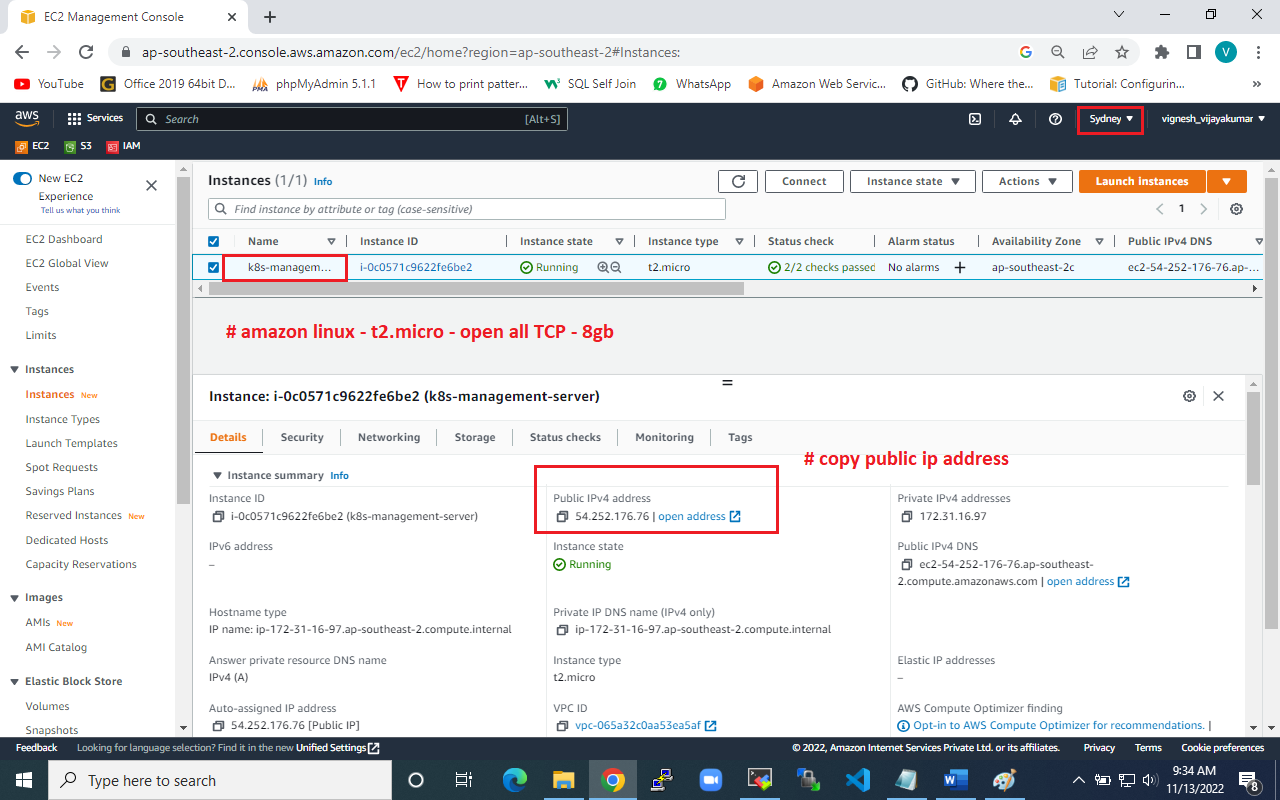 EC2 Management Console
ap-southeast-2.console.aws.amazon.com/ec2/home?region=ap-southeast-2#Instances:
V
YouTube
Office 2019 64bit D...
phpMyAdmin 5.1.1
How to print patter...
SQL Self Join
WhatsApp
Amazon Web Servic...
GitHub: Where the...
Tutorial: Configurin...
»
aws
Services
Search
[Alt+S]
Sydney
vignesh_vijayakumar
EC2
S3
IAM
New EC2
Experience
Tell us what you think
EC2 Dashboard
EC2 Global View
Events
Tags
Limits
Instances
Instances New
Instance Types
Launch Templates
Spot Requests
Savings Plans
Reserved Instances New
Dedicated Hosts
Capacity Reservations
Images
AMIs New
AMI Catalog
Elastic Block Store
Volumes
Snapshots
Instances (1/1) Info
Connect
Instance state
Actions
Launch instances
Find instance by attribute or tag (case-sensitive)
1
Name
Instance ID
Instance state
Instance type
Status check
Alarm status
Availability Zone
Public IPv4 DNS
k8s-managem...
i-0c0571c9622fe6be2
Running
t2.micro
2/2 checks passed
No alarms
ap-southeast-2c
ec2-54-252-176-76.ap-...
# amazon linux - t2.micro - open all TCP - 8gb
Instance: i-0c0571c9622fe6be2 (k8s-management-server)
Details
Security
Networking
Storage
Status checks
Monitoring
Tags
# copy public ip address
Instance summary Info
Instance ID
i-0c0571c9622fe6be2 (k8s-management-server)
Public IPv4 address
54.252.176.76 | open address
Private IPv4 addresses
172.31.16.97
IPv6 address
–
Instance state
Running
Public IPv4 DNS
ec2-54-252-176-76.ap-southeast-
2.compute.amazonaws.com | open address
Hostname type
IP name: ip-172-31-16-97.ap-southeast-2.compute.internal
Private IP DNS name (IPv4 only)
ip-172-31-16-97.ap-southeast-2.compute.internal
Answer private resource DNS name
IPv4 (A)
Instance type
t2.micro
Elastic IP addresses
–
Auto-assigned IP address
54.252.176.76 [Public IP]
VPC ID
vpc-065a32c0aa53ea5af
AWS Compute Optimizer finding
Opt-in to AWS Compute Optimizer for recommendations. |
Feedback
Looking for language selection? Find it in the new Unified Settings
© 2022, Amazon Internet Services Private Ltd. or its affiliates.
Privacy
Terms
Cookie preferences
Type here to search
9:34 AM
11/13/2022
8